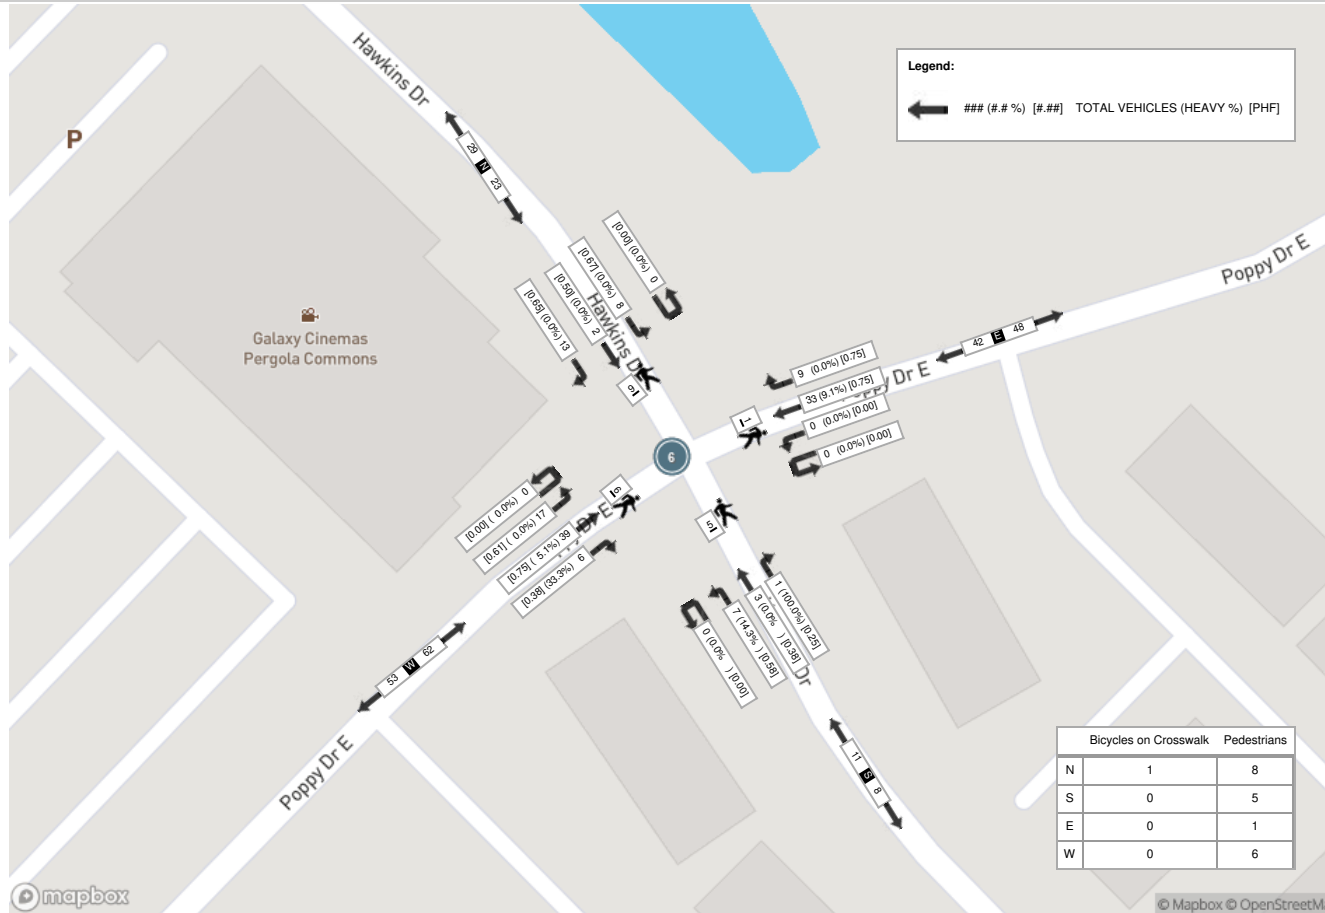 Hawkins Dr
P
Legend:
### (#.# %) [#.##] TOTAL VEHICLES (HEAVY %) [PHF]
29 N 23
[0.00] (0.0%) 0
[0.67] (0.0%) 8
[0.50] (0.0%) 2
[0.65] (0.0%) 13
Hawkins D
Poppy Dr E
Galaxy Cinemas
Pergola Commons
42 E 48
9 (0.0%) [0.75]
33 (9.1%) [0.75]
0 (0.0%) [0.00]
0 (0.0%) [0.00]
py Dr E
1
6
[0.00] ( 0.0%) 0
[0.61] ( 0.0%) 17
[0.75] ( 5.1%) 39
[0.38] (33.3%) 6
E
5
1 (100.0%) [0.25]
3 (0.0% ) [0.38]
7 (14.3% ) [0.58]
0 (0.0% ) [0.00]
Dr
53 W 62
11 S 8
Poppy Dr E
Bicycles on Crosswalk Pedestrians
N 1 8
S 0 5
E 0 1
W 0 6
mapbox
© Mapbox © OpenStreetM